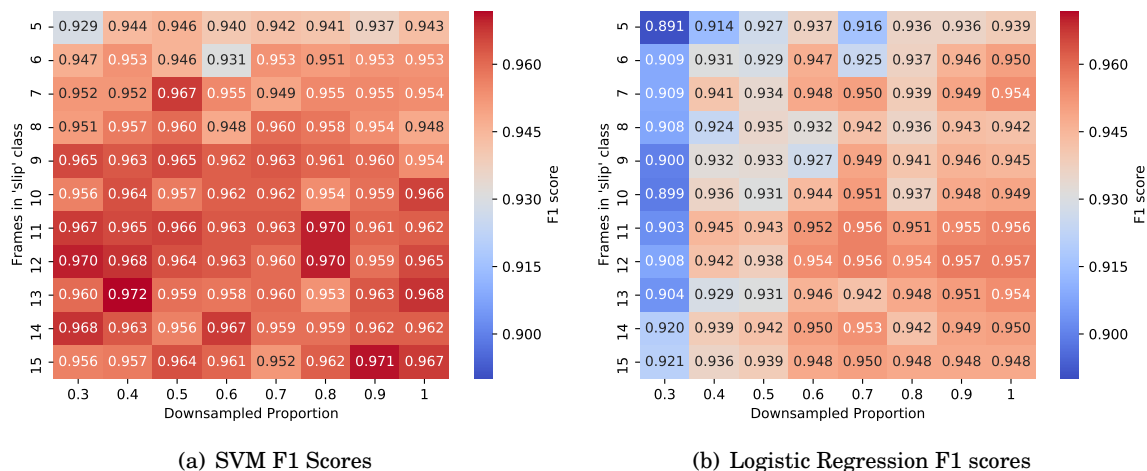 5 0.929 0.944 0.946 0.940 0.942 0.941 0.937 0.943
6 0.947 0.953 0.946 0.931 0.953 0.951 0.953 0.953
7 0.952 0.952 0.967 0.955 0.949 0.955 0.955 0.954
8 0.951 0.957 0.960 0.948 0.960 0.958 0.954 0.948
9 0.965 0.963 0.965 0.962 0.963 0.961 0.960 0.954
10 0.956 0.964 0.957 0.962 0.962 0.954 0.959 0.966
11 0.967 0.965 0.966 0.963 0.963 0.970 0.961 0.962
12 0.970 0.968 0.964 0.963 0.960 0.970 0.959 0.965
13 0.960 0.972 0.959 0.958 0.960 0.953 0.963 0.968
14 0.968 0.963 0.956 0.967 0.959 0.959 0.962 0.962
15 0.956 0.957 0.964 0.961 0.952 0.962 0.971 0.967
0.3 0.4 0.5 0.6 0.7 0.8 0.9 1
Downsampled Proportion
Frames in 'slip' class
0.960
0.945
0.930
0.915
0.900
F1 score
(a) SVM F1 Scores
5 0.891 0.914 0.927 0.937 0.916 0.936 0.936 0.939
6 0.909 0.931 0.929 0.947 0.925 0.937 0.946 0.950
7 0.909 0.941 0.934 0.948 0.950 0.939 0.949 0.954
8 0.908 0.924 0.935 0.932 0.942 0.936 0.943 0.942
9 0.900 0.932 0.933 0.927 0.949 0.941 0.946 0.945
10 0.899 0.936 0.931 0.944 0.951 0.937 0.948 0.949
11 0.903 0.945 0.943 0.952 0.956 0.951 0.955 0.956
12 0.908 0.942 0.938 0.954 0.956 0.954 0.957 0.957
13 0.904 0.929 0.931 0.946 0.942 0.948 0.951 0.954
14 0.920 0.939 0.942 0.950 0.953 0.942 0.949 0.950
15 0.921 0.936 0.939 0.948 0.950 0.948 0.948 0.948
0.3 0.4 0.5 0.6 0.7 0.8 0.9 1
Downsampled Proportion
Frames in 'slip' class
0.960
0.945
0.930
0.915
0.900
F1 score
(b) Logistic Regression F1 scores